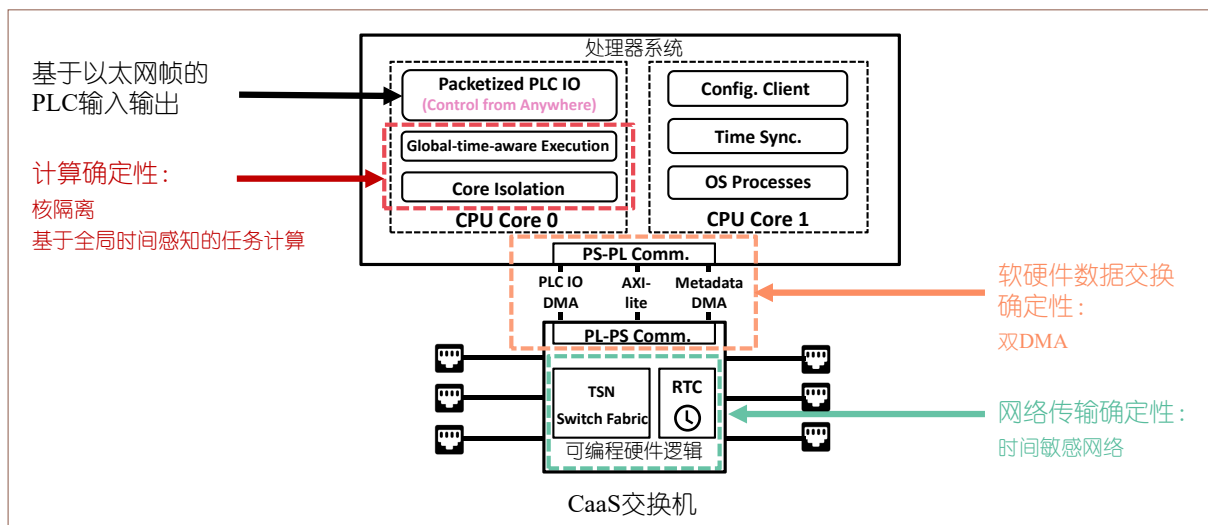 处理器系统
基于以太网帧的
PLC输入输出
Packetized PLC IO
(Control from Anywhere)
Global-time-aware Execution
Core Isolation
CPU Core 0
Config. Client
Time Sync.
OS Processes
CPU Core 1
计算确定性：
核隔离
基于全局时间感知的任务计算
PS-PL Comm.
PLC IO
DMA
AXI-
lite
Metadata
DMA
PL-PS Comm.
软硬件数据交换
确定性：
双DMA
TSN
Switch Fabric
RTC
可编程硬件逻辑
网络传输确定性：
时间敏感网络
CaaS交换机